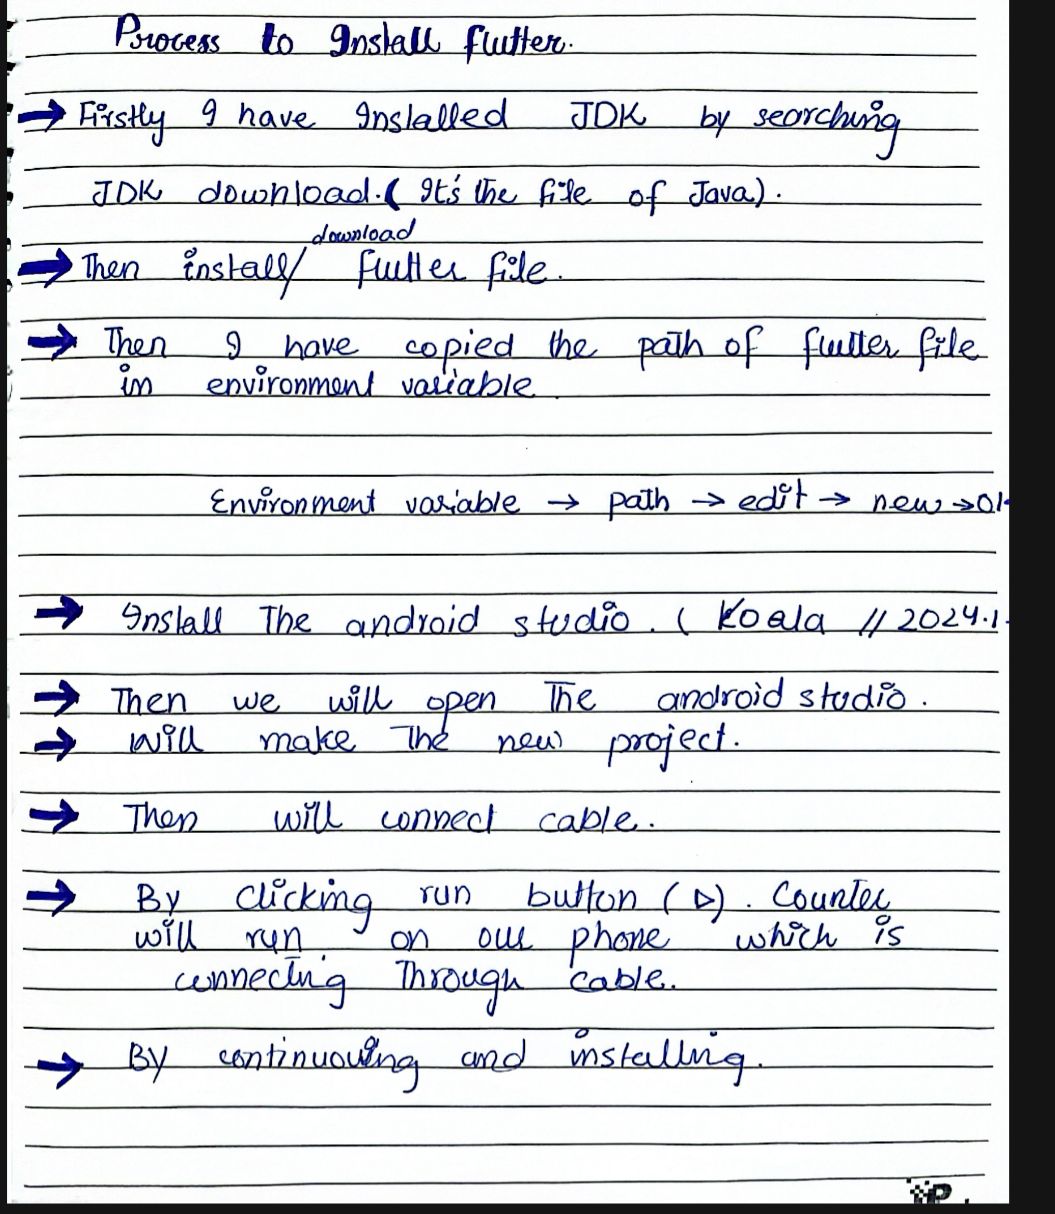 Process to Install flutter.
→ Firstly I have Installed JDK by searching
JDK download. ( It's the file of Java ).
download
→ Then install/ flutter file.
→ Then I have copied the path of flutter file
in environment variable
Environment variable → path → edit → new →
→ Install The android studio. ( Koala // 2024.1.
→ Then we will open The android studio.
→ Will make The new project.
→ Then will connect cable.
→ By clicking run button ( ▷ ). Counter
will run on our phone which is
connecting Through cable.
→ By continuouing and installing.